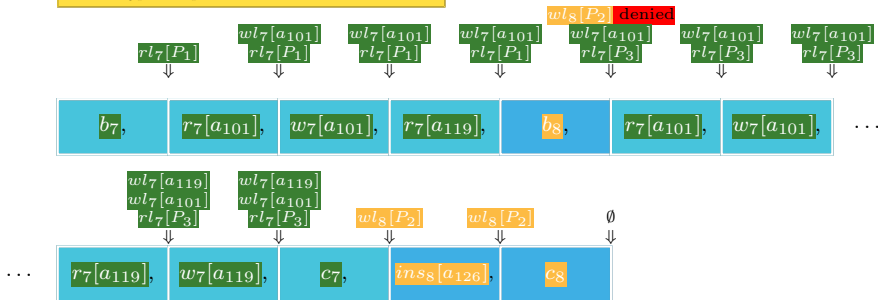 wl₈[P₂] denied
wl₇[a₁₀₁] wl₇[a₁₀₁] wl₇[a₁₀₁] wl₇[a₁₀₁] wl₇[a₁₀₁] wl₇[a₁₀₁]
rl₇[P₁] rl₇[P₁] rl₇[P₁] rl₇[P₁] rl₇[P₃] rl₇[P₃] rl₇[P₃]
⇓ ⇓ ⇓ ⇓ ⇓ ⇓ ⇓
b₇, r₇[a₁₀₁], w₇[a₁₀₁], r₇[a₁₁₉], b₈, r₇[a₁₀₁], w₇[a₁₀₁], ...
wl₇[a₁₁₉] wl₇[a₁₁₉]
wl₇[a₁₀₁] wl₇[a₁₀₁]
rl₇[P₃] rl₇[P₃] wl₈[P₂] wl₈[P₂] ∅
⇓ ⇓ ⇓ ⇓ ⇓
... r₇[a₁₁₉], w₇[a₁₁₉], c₇, ins₈[a₁₂₆], c₈